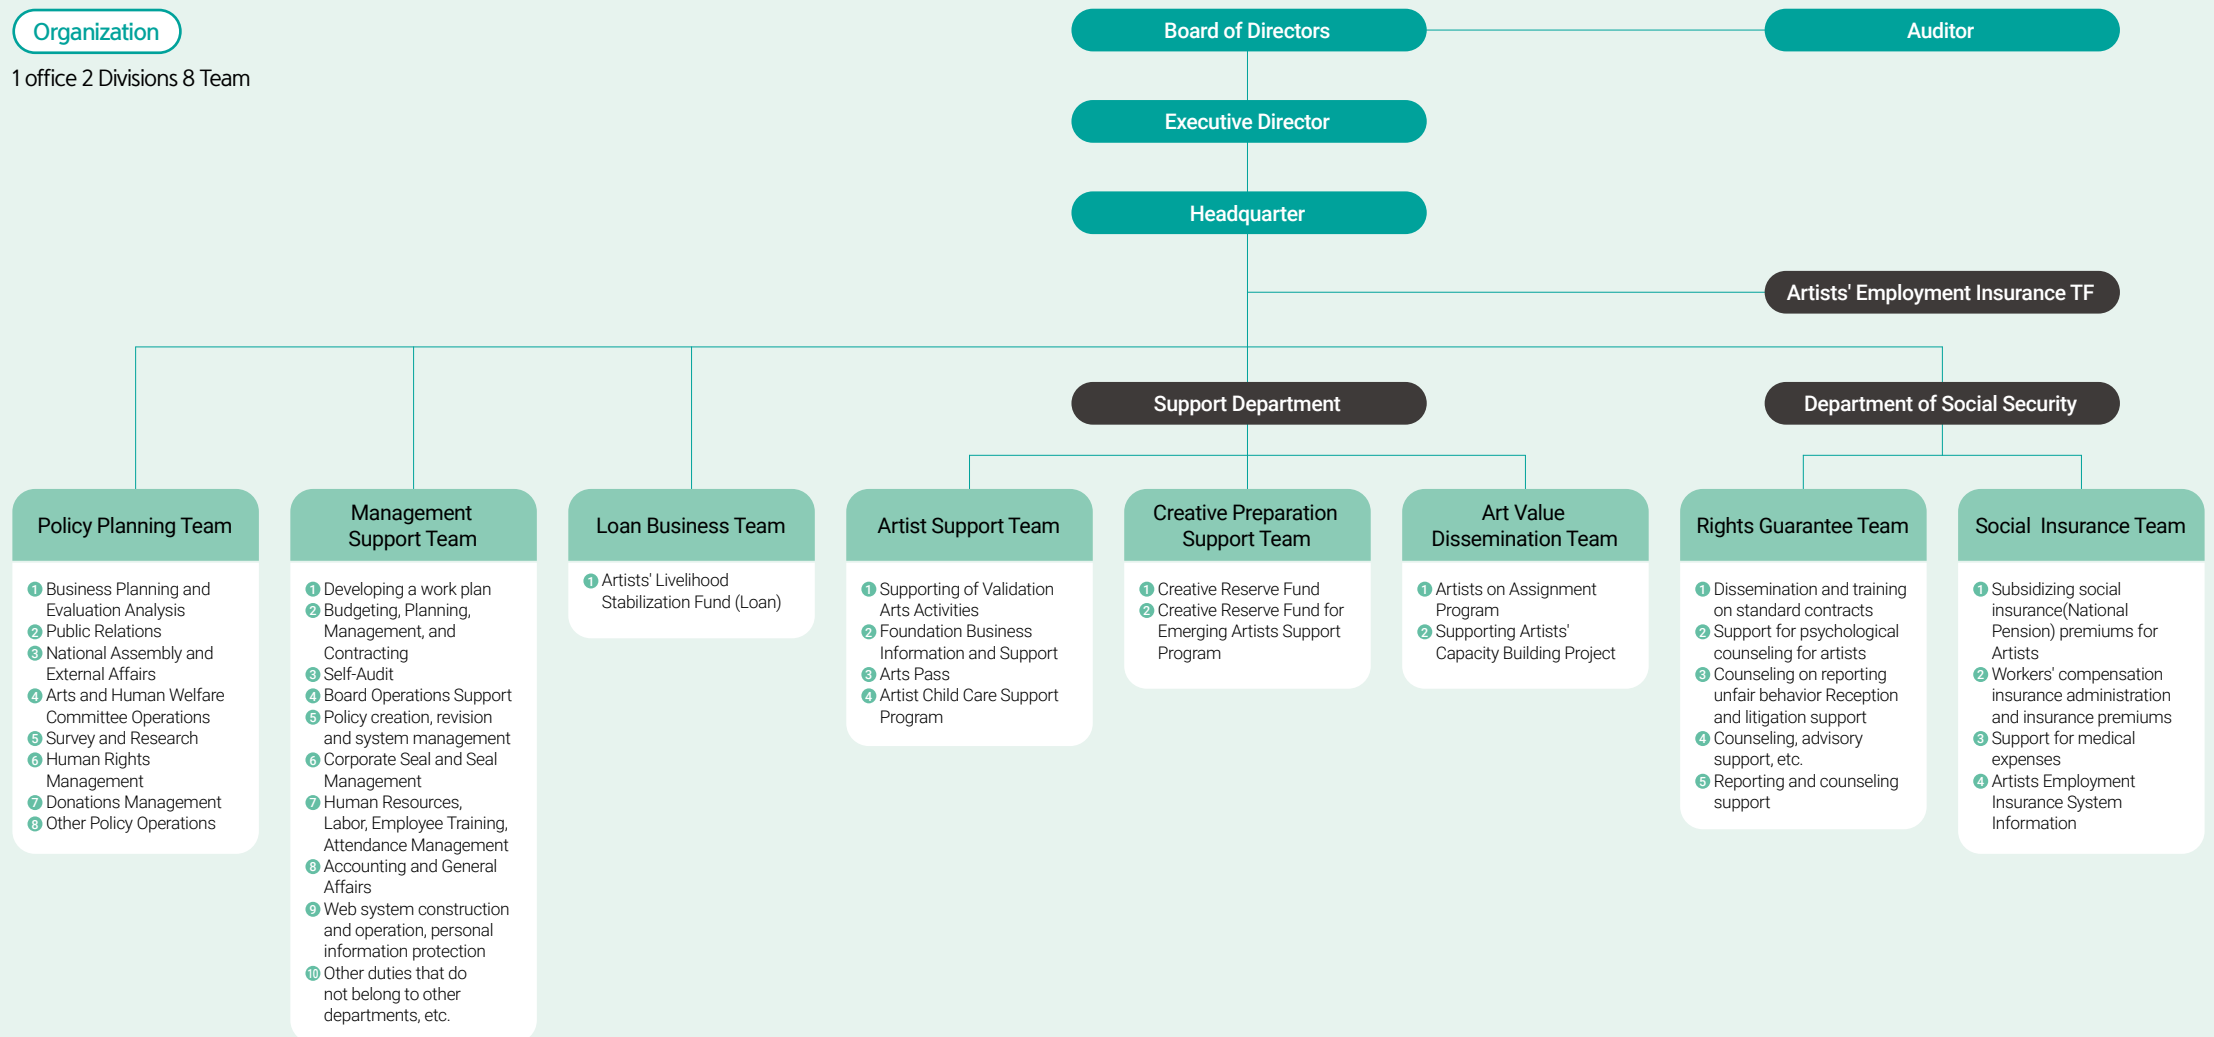 Organization
1 office 2 Divisions 8 Team
Board of Directors
Auditor
Executive Director
Headquarter
Artists' Employment Insurance TF
Support Department
Department of Social Security
Policy Planning Team
1 Business Planning and
Evaluation Analysis
2 Public Relations
3 National Assembly and
External Affairs
4 Arts and Human Welfare
Committee Operations
5 Survey and Research
6 Human Rights
Management
7 Donations Management
8 Other Policy Operations
Management
Support Team
1 Developing a work plan
2 Budgeting, Planning,
Management, and
Contracting
3 Self-Audit
4 Board Operations Support
5 Policy creation, revision
and system management
6 Corporate Seal and Seal
Management
7 Human Resources,
Labor, Employee Training,
Attendance Management
8 Accounting and General
Affairs
9 Web system construction
and operation, personal
information protection
10 Other duties that do
not belong to other
departments, etc.
Loan Business Team
1 Artists' Livelihood
Stabilization Fund (Loan)
Artist Support Team
1 Supporting of Validation
Arts Activities
2 Foundation Business
Information and Support
3 Arts Pass
4 Artist Child Care Support
Program
Creative Preparation
Support Team
1 Creative Reserve Fund
2 Creative Reserve Fund for
Emerging Artists Support
Program
Art Value
Dissemination Team
1 Artists on Assignment
Program
2 Supporting Artists'
Capacity Building Project
Rights Guarantee Team
1 Dissemination and training
on standard contracts
2 Support for psychological
counseling for artists
3 Counseling on reporting
unfair behavior Reception
and litigation support
4 Counseling, advisory
support, etc.
5 Reporting and counseling
support
Social Insurance Team
1 Subsidizing social
insurance(National
Pension) premiums for
Artists
2 Workers' compensation
insurance administration
and insurance premiums
3 Support for medical
expenses
4 Artists Employment
Insurance System
Information